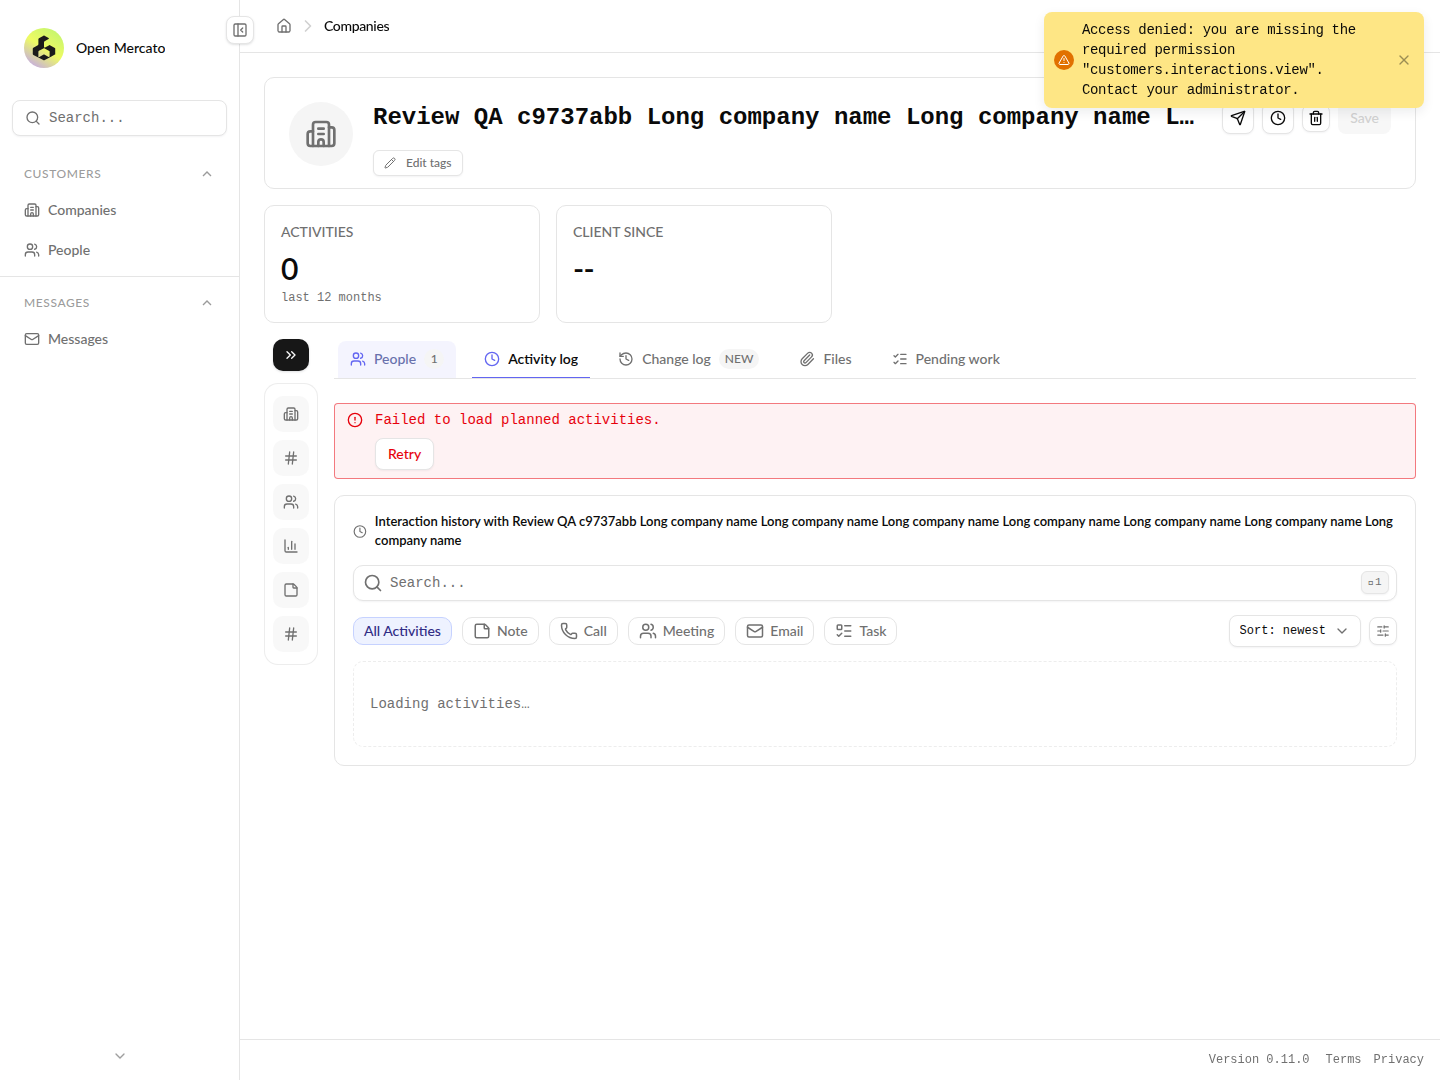 Open Mercato
Search...
CUSTOMERS
Companies
People
MESSAGES
Messages
Companies
Access denied: you are missing the
required permission
"customers.interactions.view".
Contact your administrator.
Review QA c9737abb Long company name Long company name L…
Save
Edit tags
ACTIVITIES
0
last 12 months
CLIENT SINCE
--
People 1
Activity log
Change log NEW
Files
Pending work
Failed to load planned activities.
Retry
Interaction history with Review QA c9737abb Long company name Long company name Long company name Long company name Long company name Long company name Long
company name
Search...
1
All Activities
Note
Call
Meeting
Email
Task
Sort: newest
Loading activities…
Version 0.11.0
Terms
Privacy